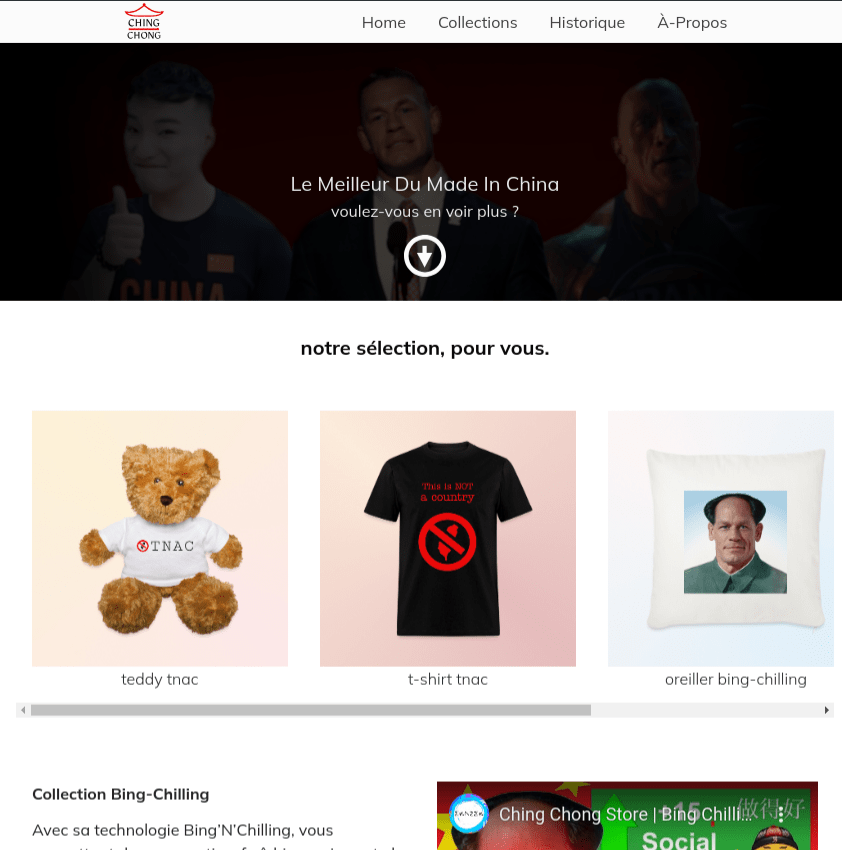 CHING
CHONG
Home
Collections
Historique
À-Propos
Le Meilleur Du Made In China
voulez-vous en voir plus ?
CHINA
notre sélection, pour vous.
TNAC
This is NOT
a country
teddy tnac
t-shirt tnac
oreiller bing-chilling
Collection Bing-Chilling
Avec sa technologie Bing’N’Chilling, vous
Ching Chong Store | Bing Chilli...
+15
做得好
Social